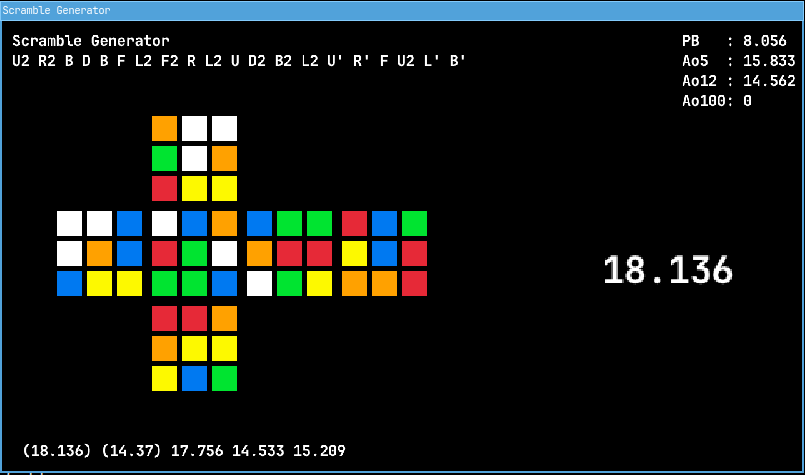 Scramble Generator
Scramble Generator
U2 R2 B D B F L2 F2 R L2 U D2 B2 L2 U' R' F U2 L' B'
PB : 8.056
Ao5 : 15.833
Ao12 : 14.562
Ao100: 0
18.136
(18.136) (14.37) 17.756 14.533 15.209